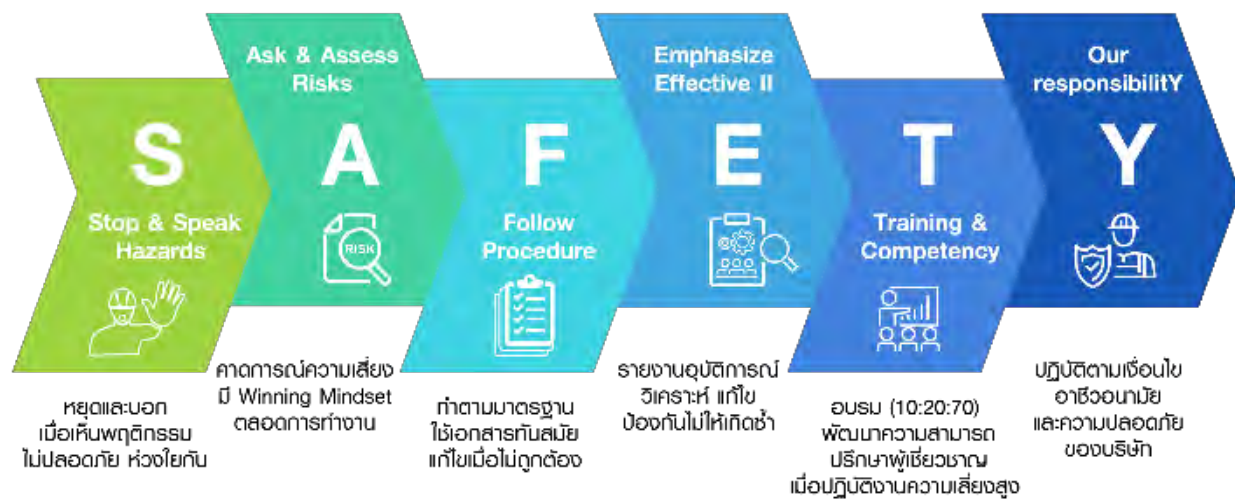 S
Stop & Speak
Hazards
หยุดและบอก
เมื่อเห็นพฤติกรรม
ไม่ปลอดภัย ห่วงใยกัน
Ask & Assess
Risks
A
RISK
คาดการณ์ความเสี่ยง
มี Winning Mindset
ตลอดการทำงาน
F
Follow
Procedure
ทำตามมาตรฐาน
ใช้เอกสารทันสมัย
แก้ไขเมื่อไม่ถูกต้อง
Emphasize
Effective II
E
รายงานอุบัติการณ์
วิเคราะห์ แก้ไข
ป้องกันไม่ให้เกิดซ้ำ
T
Training &
Competency
อบรม (10:20:70)
พัฒนาความสามารถ
ปรึกษาผู้เชี่ยวชาญ
เมื่อปฏิบัติงานความเสี่ยงสูง
Our
responsibilitY
Y
ปฏิบัติตามเงื่อนไข
อาชีวอนามัย
และความปลอดภัย
ของบริษัท